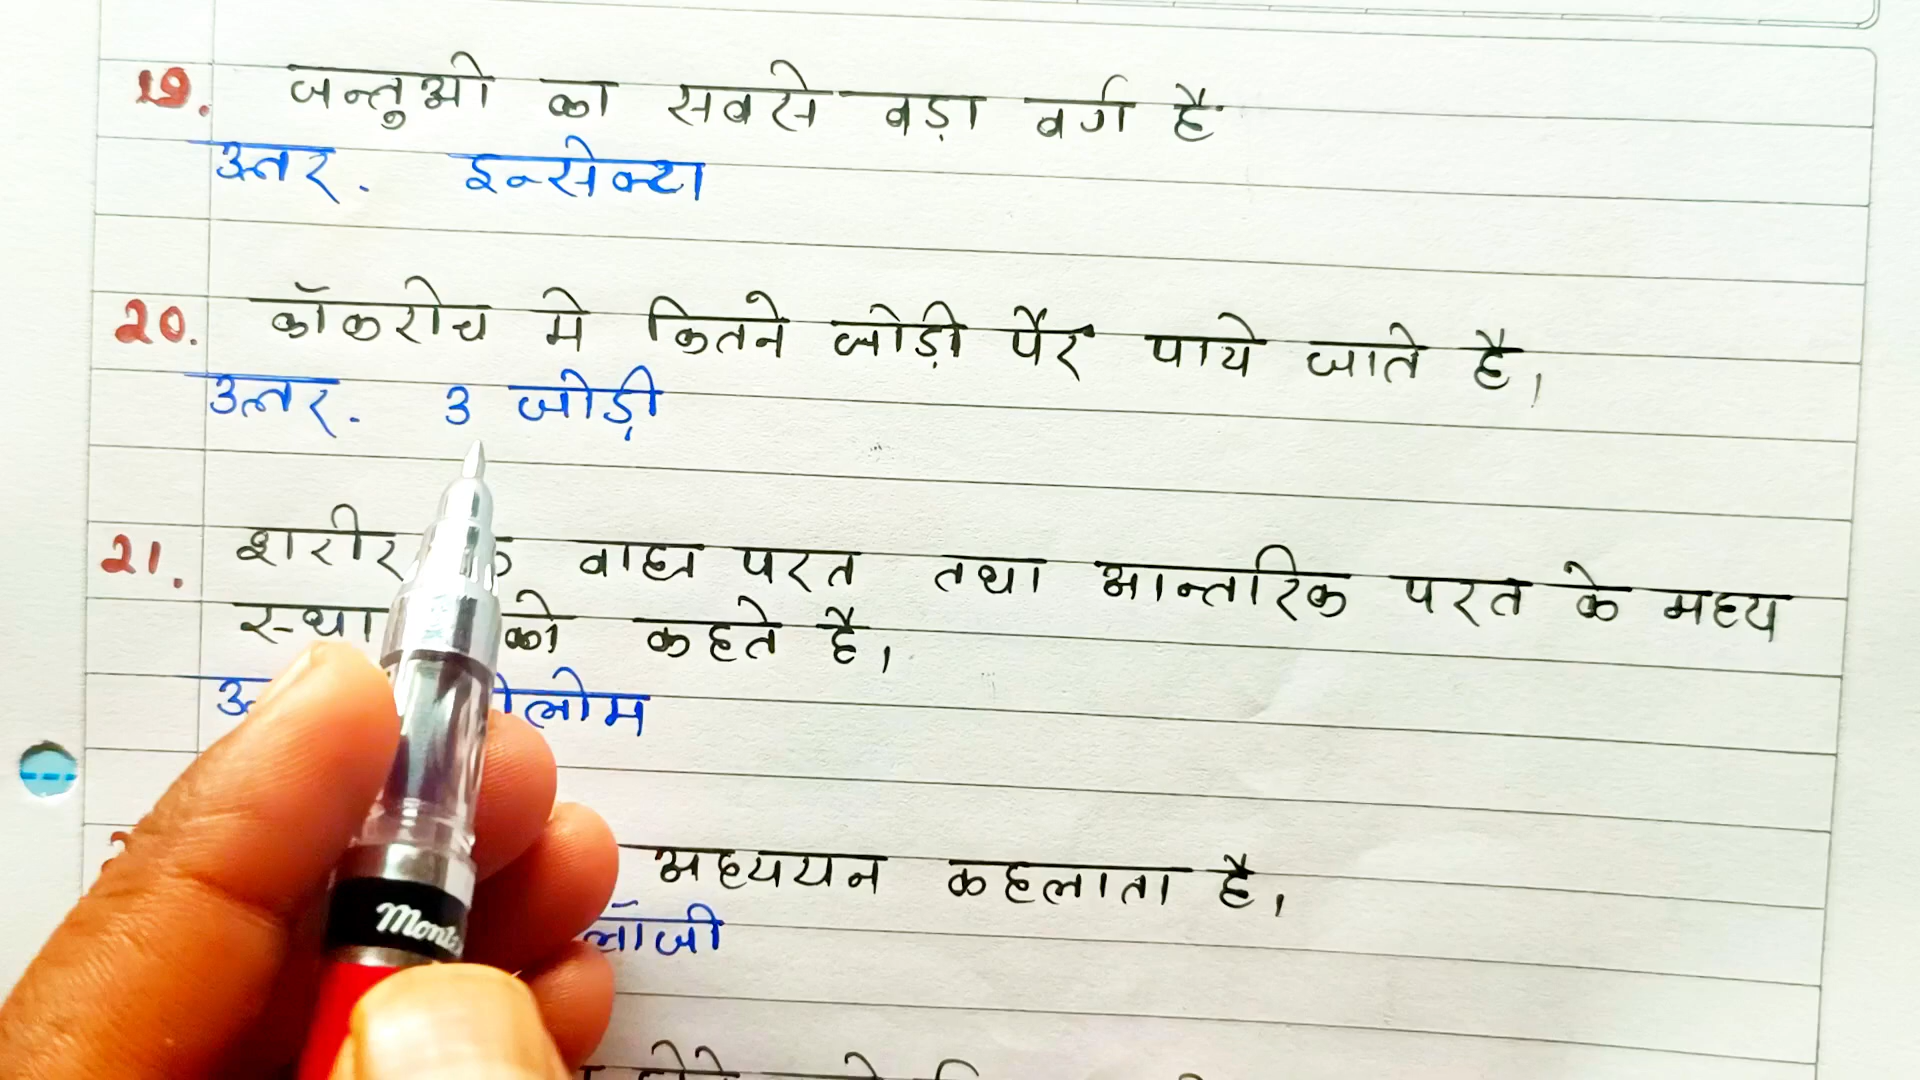 19. जन्तुओ का सबसे बड़ा वर्ग है
उत्तर. इन्सेक्टा
20. कॉकरोच मे कितने जोड़ी पैर पाये जाते है।
उत्तर. 3 जोड़ी
21. शरीर वाह्य परत तथा आन्तरिक परत के मध्य
को कहते है।
अध्ययन कहलाता है।